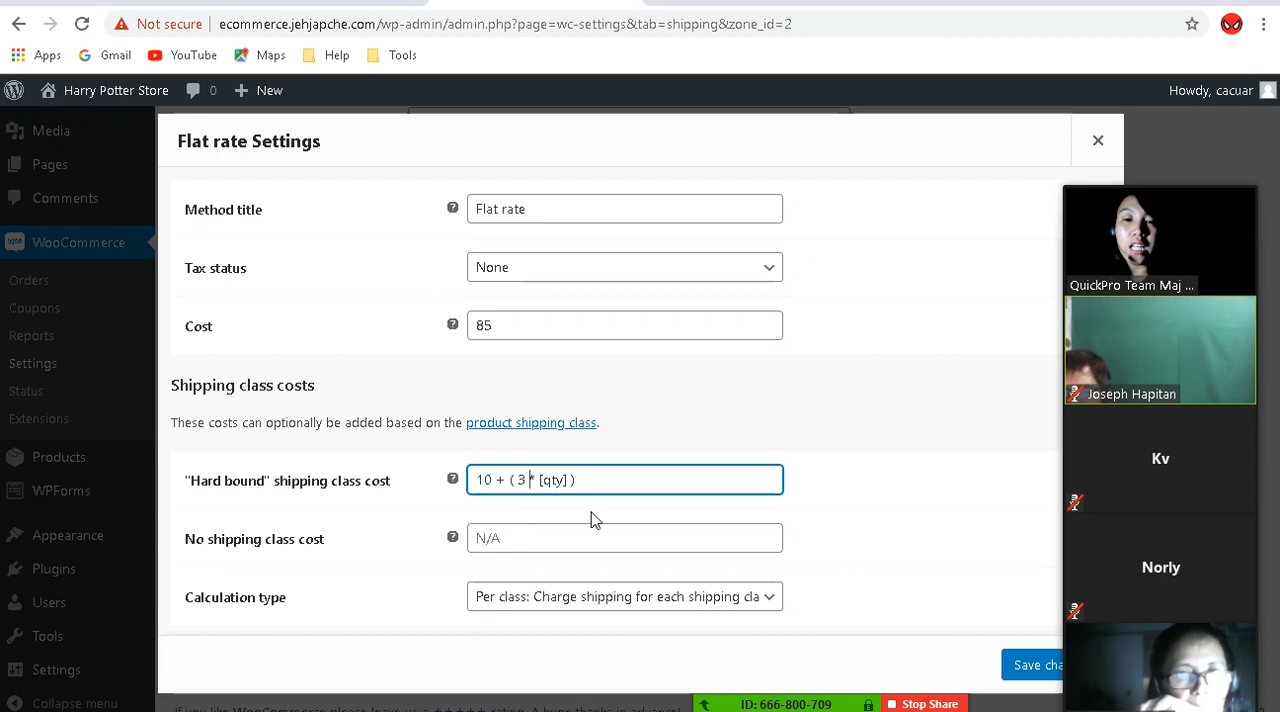 Not secure
ecommerce.jehjapche.com/wp-admin/admin.php?page=wc-settings&tab=shipping&zone_id=2
Apps
Gmail
YouTube
Maps
Help
Tools
Harry Potter Store
0
New
Howdy, cacuar
Media
Pages
Comments
WooCommerce
Orders
Coupons
Reports
Settings
Status
Extensions
Products
WPForms
Appearance
Plugins
Users
Tools
Settings
Collapse menu
Flat rate Settings
Method title
Flat rate
Tax status
None
Cost
85
Shipping class costs
These costs can optionally be added based on the product shipping class.
"Hard bound" shipping class cost
10 + ( 3 * [qty] )
No shipping class cost
N/A
Calculation type
Per class: Charge shipping for each shipping cla
Save cha
QuickPro Team Maj ...
Joseph Hapitan
Kv
Norly
ID: 666-800-709
Stop Share